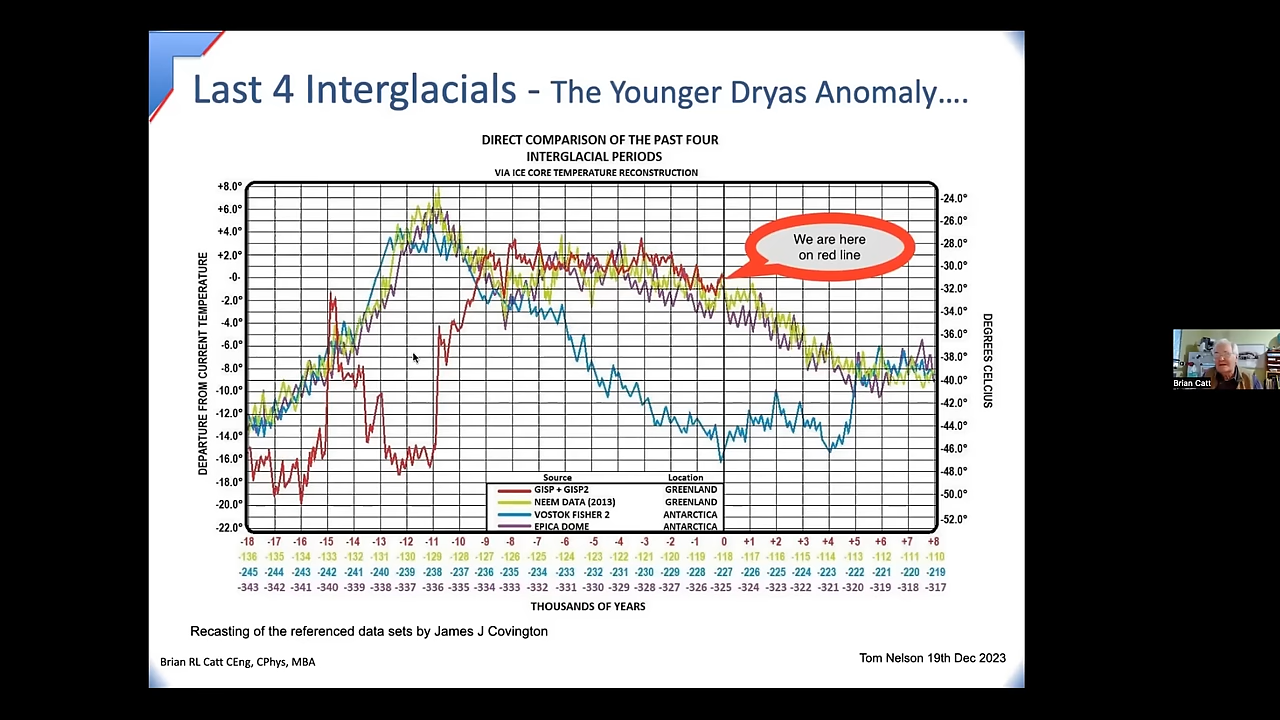 Last 4 Interglacials - The Younger Dryas Anomaly....
DIRECT COMPARISON OF THE PAST FOUR
INTERGLACIAL PERIODS
VIA ICE CORE TEMPERATURE RECONSTRUCTION
DEPARTURE FROM CURRENT TEMPERATURE
+8.0°
+6.0°
+4.0°
+2.0°
-0-
-2.0°
-4.0°
-6.0°
-8.0°
-10.0°
-12.0°
-14.0°
-16.0°
-18.0°
-20.0°
-22.0°
We are here
on red line
-24.0°
-26.0°
-28.0°
-30.0°
-32.0°
-34.0°
-36.0°
-38.0°
-40.0°
-42.0°
-44.0°
-46.0°
-48.0°
-50.0°
-52.0°
DEGREES CELCIUS
Source Location
GISP + GISP2 GREENLAND
NEEM DATA (2013) GREENLAND
VOSTOK FISHER 2 ANTARCTICA
EPICA DOME ANTARCTICA
-18 -17 -16 -15 -14 -13 -12 -11 -10 -9 -8 -7 -6 -5 -4 -3 -2 -1 0 +1 +2 +3 +4 +5 +6 +7 +8
-136 -135 -134 -133 -132 -131 -130 -129 -128 -127 -126 -125 -124 -123 -122 -121 -120 -119 -118 -117 -116 -115 -114 -113 -112 -111 -110
-245 -244 -243 -242 -241 -240 -239 -238 -237 -236 -235 -234 -233 -232 -231 -230 -229 -228 -227 -226 -225 -224 -223 -222 -221 -220 -219
-343 -342 -341 -340 -339 -338 -337 -336 -335 -334 -333 -332 -331 -330 -329 -328 -327 -326 -325 -324 -323 -322 -321 -320 -319 -318 -317
THOUSANDS OF YEARS
Recasting of the referenced data sets by James J Covington
Brian RL Catt CEng, CPhys, MBA
Tom Nelson 19th Dec 2023
Brian Catt